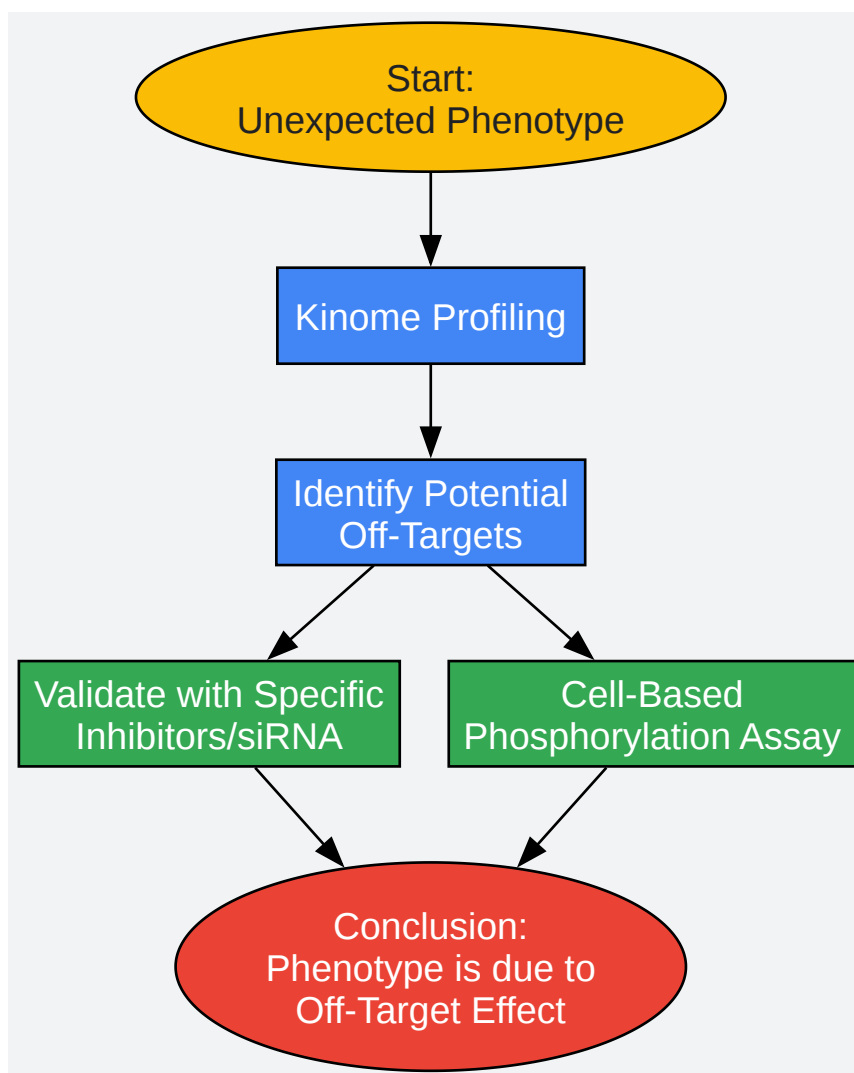 Start:
Unexpected Phenotype
Kinome Profiling
Identify Potential
Off-Targets
Validate with Specific
Inhibitors/siRNA
Cell-Based
Phosphorylation Assay
Conclusion:
Phenotype is due to
Off-Target Effect